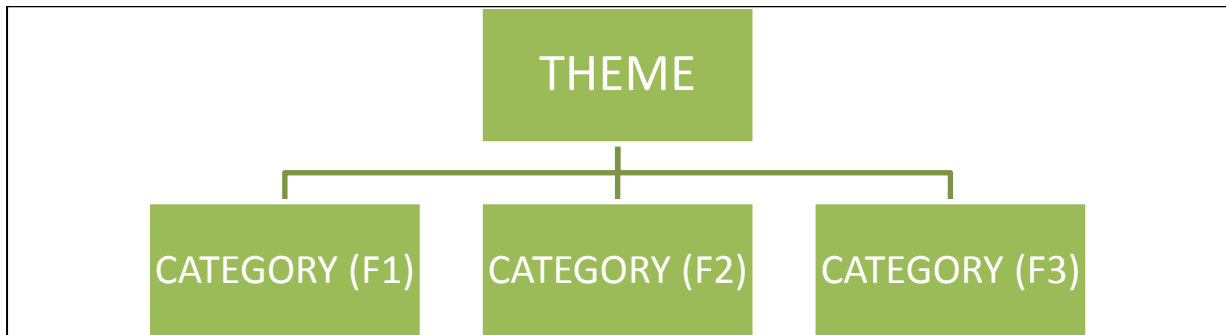 THEME
CATEGORY (F1)
CATEGORY (F2)
CATEGORY (F3)